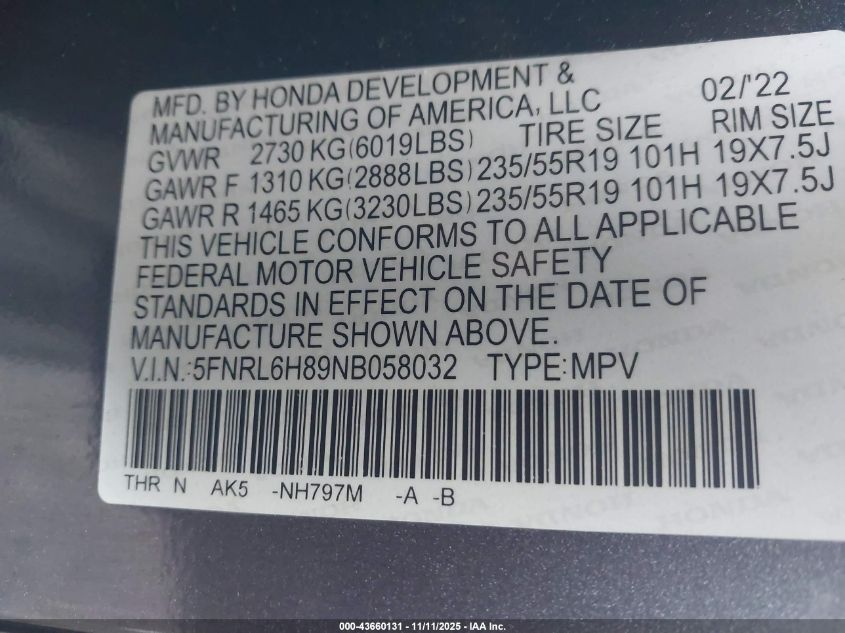 MFD. BY HONDA DEVELOPMENT &
MANUFACTURING OF AMERICA, LLC 02/'22
GVWR 2730 KG(6019LBS) TIRE SIZE RIM SIZE
GAWR F 1310 KG(2888LBS) 235/55R19 101H 19X7.5J
GAWR R 1465 KG(3230LBS) 235/55R19 101H 19X7.5J
THIS VEHICLE CONFORMS TO ALL APPLICABLE
FEDERAL MOTOR VEHICLE SAFETY
STANDARDS IN EFFECT ON THE DATE OF
MANUFACTURE SHOWN ABOVE.
V.I.N.:5FNRL6H89NB058032 TYPE:MPV
THR N AK5 -NH797M -A -B
000-43660131 - 11/11/2025 - IAA Inc.